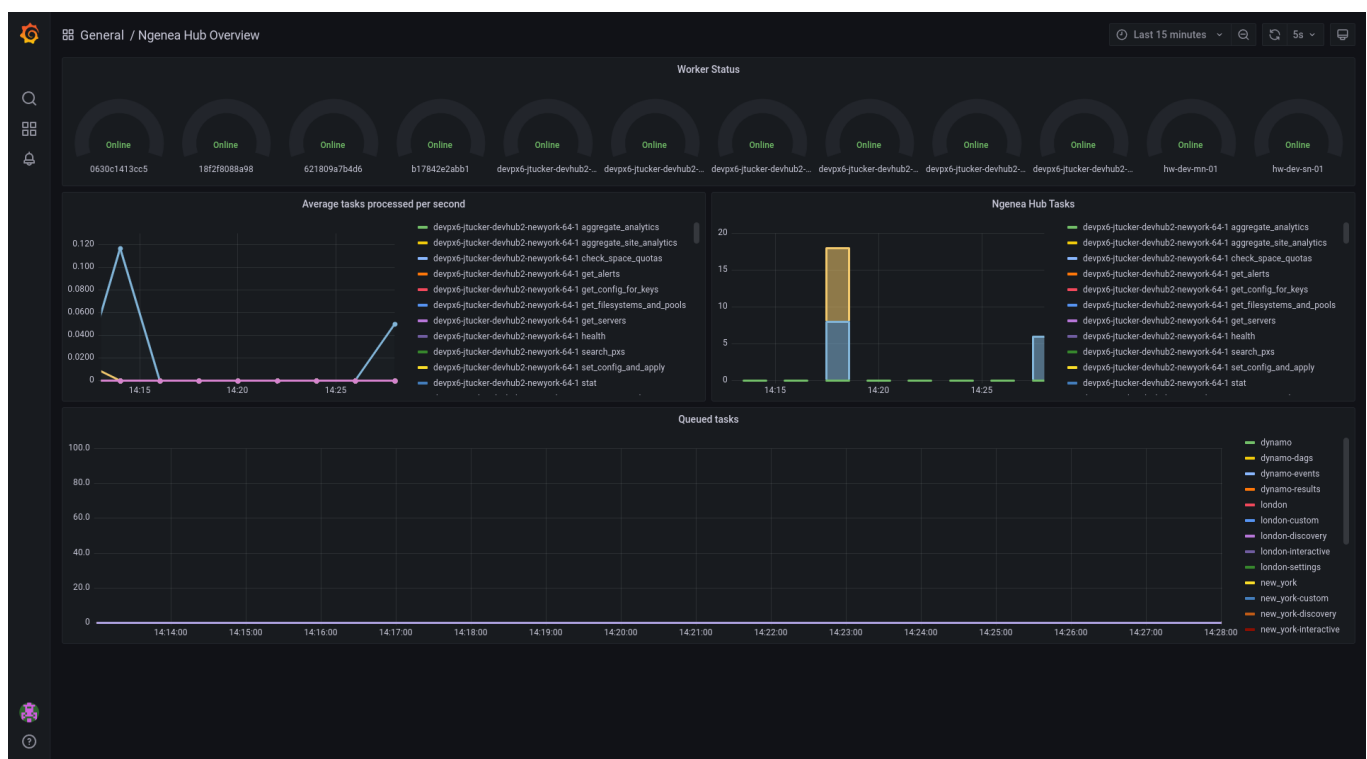 General / Ngenea Hub Overview
Last 15 minutes
5s
Worker Status
Online Online Online Online Online Online Online Online Online Online Online Online
0630c1413cc5 18f2f8088a98 621809a7b4d6 b17842e2abb1 devpx6-jtucker-devhub2-... devpx6-jtucker-devhub2-... devpx6-jtucker-devhub2-... devpx6-jtucker-devhub2-... devpx6-jtucker-devhub2-... devpx6-jtucker-devhub2-... hw-dev-mn-01 hw-dev-sn-01
Average tasks processed per second
0.120
0.100
0.0800
0.0600
0.0400
0.0200
0
14:15 14:20 14:25
devpx6-jtucker-devhub2-newyork-64-1 aggregate_analytics
devpx6-jtucker-devhub2-newyork-64-1 aggregate_site_analytics
devpx6-jtucker-devhub2-newyork-64-1 check_space_quotas
devpx6-jtucker-devhub2-newyork-64-1 get_alerts
devpx6-jtucker-devhub2-newyork-64-1 get_config_for_keys
devpx6-jtucker-devhub2-newyork-64-1 get_filesystems_and_pools
devpx6-jtucker-devhub2-newyork-64-1 get_servers
devpx6-jtucker-devhub2-newyork-64-1 health
devpx6-jtucker-devhub2-newyork-64-1 search_pxs
devpx6-jtucker-devhub2-newyork-64-1 set_config_and_apply
devpx6-jtucker-devhub2-newyork-64-1 stat
Ngenea Hub Tasks
20
15
10
5
0
14:15 14:20 14:25
devpx6-jtucker-devhub2-newyork-64-1 aggregate_analytics
devpx6-jtucker-devhub2-newyork-64-1 aggregate_site_analytics
devpx6-jtucker-devhub2-newyork-64-1 check_space_quotas
devpx6-jtucker-devhub2-newyork-64-1 get_alerts
devpx6-jtucker-devhub2-newyork-64-1 get_config_for_keys
devpx6-jtucker-devhub2-newyork-64-1 get_filesystems_and_pools
devpx6-jtucker-devhub2-newyork-64-1 get_servers
devpx6-jtucker-devhub2-newyork-64-1 health
devpx6-jtucker-devhub2-newyork-64-1 search_pxs
devpx6-jtucker-devhub2-newyork-64-1 set_config_and_apply
devpx6-jtucker-devhub2-newyork-64-1 stat
Queued tasks
100.0
80.0
60.0
40.0
20.0
0
14:14:00 14:15:00 14:16:00 14:17:00 14:18:00 14:19:00 14:20:00 14:21:00 14:22:00 14:23:00 14:24:00 14:25:00 14:26:00 14:27:00 14:28:00
dynamo
dynamo-dags
dynamo-events
dynamo-results
london
london-custom
london-discovery
london-interactive
london-settings
new_york
new_york-custom
new_york-discovery
new_york-interactive